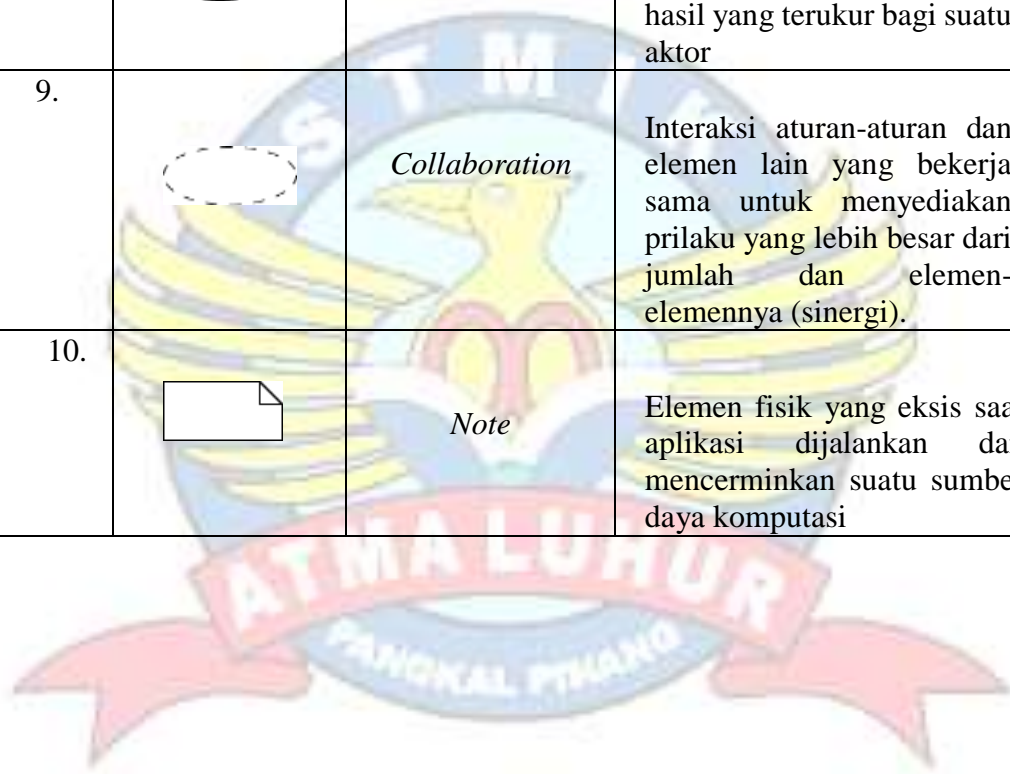 hasil yang terukur bagi suatu
aktor
9.
Collaboration
Interaksi aturan-aturan dan
elemen lain yang bekerja
sama untuk menyediakan
prilaku yang lebih besar dari
jumlah dan elemen-
elemennya (sinergi).
10.
Note
Elemen fisik yang eksis saa
aplikasi dijalankan da
mencerminkan suatu sumbe
daya komputasi
STMIK
ATMA LUHUR
PANGKAL PINANG